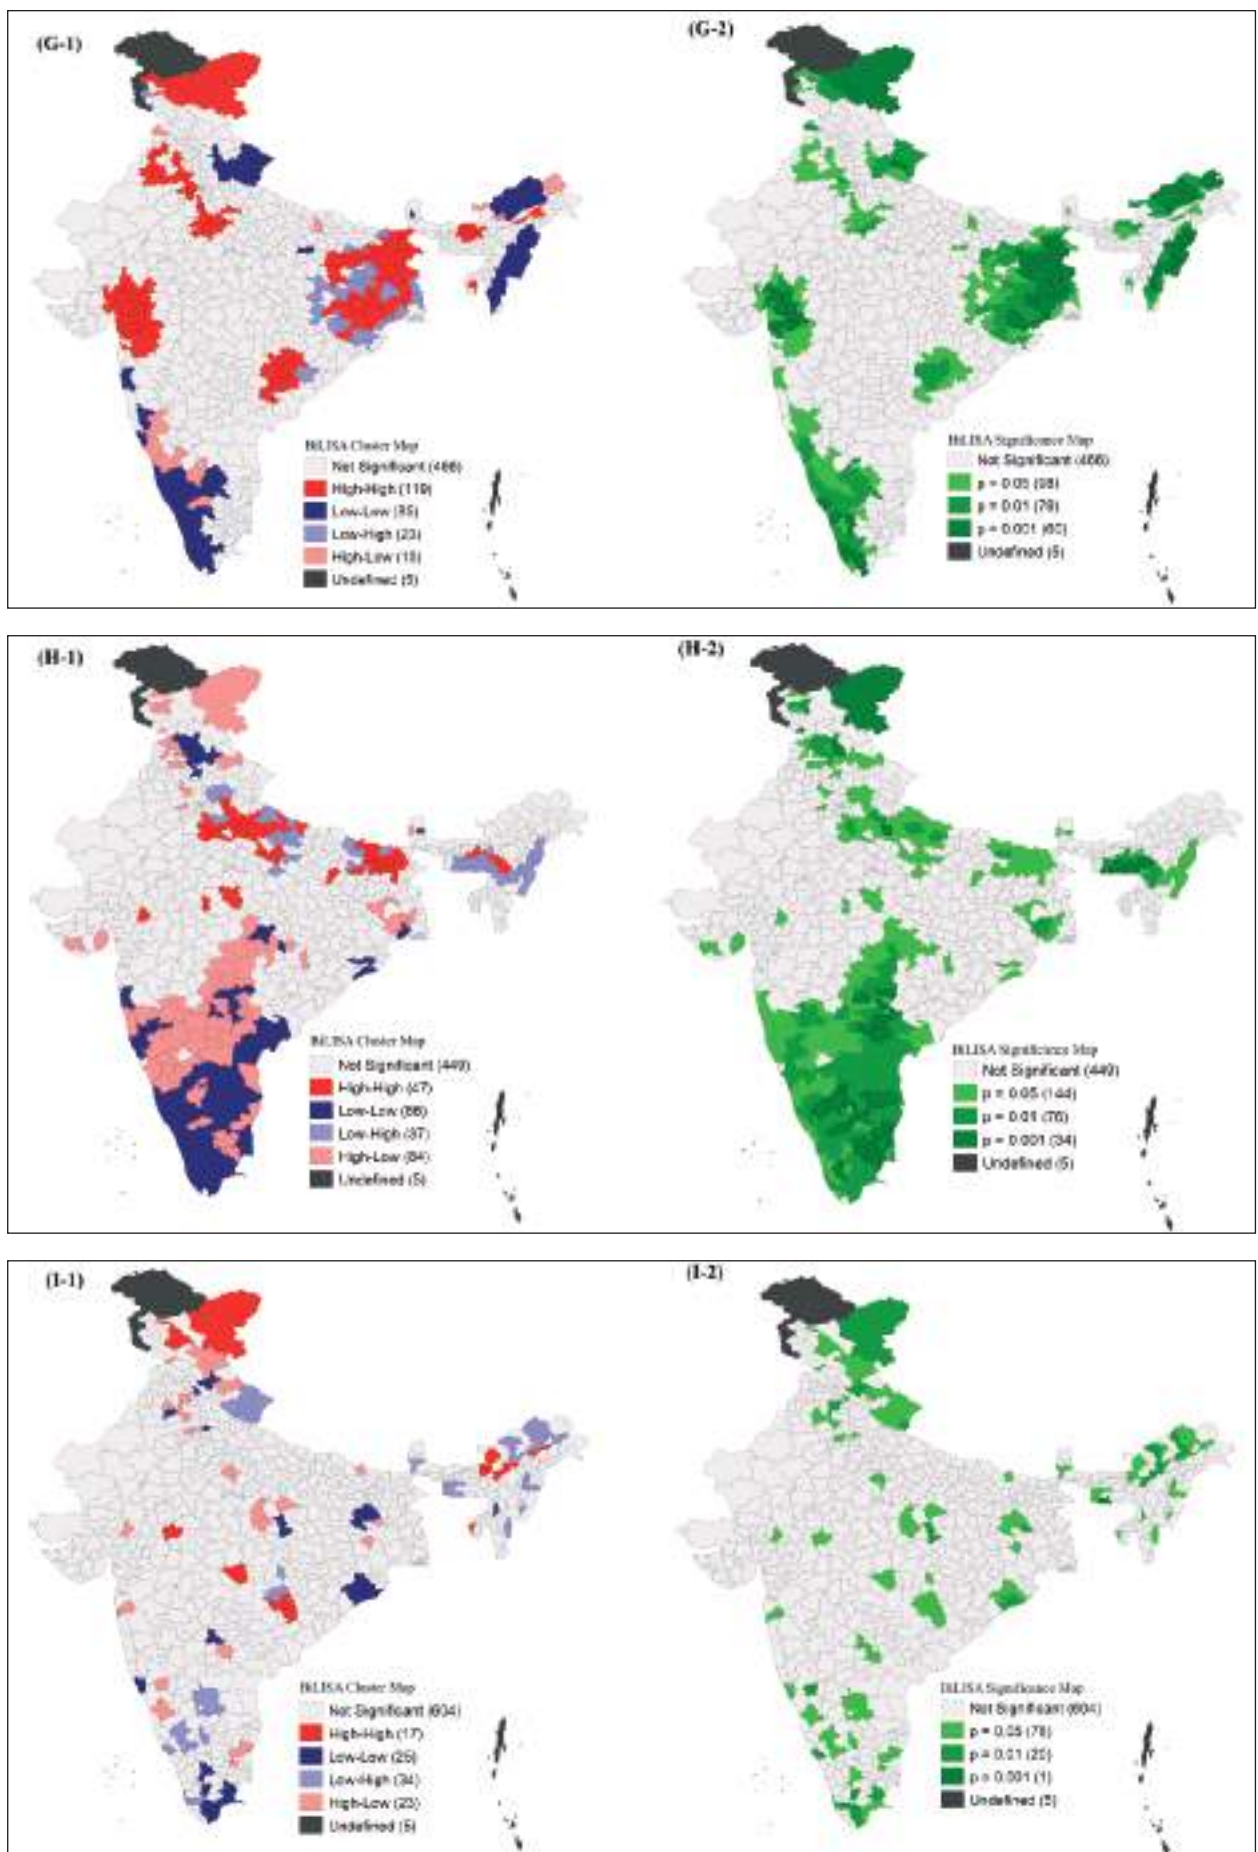 (G-1)
BiLISA Cluster Map
Not Significant (466)
High-High (119)
Low-Low (85)
Low-High (23)
High-Low (10)
Undefined (5)
(G-2)
BiLISA Significance Map
Not Significant (466)
p = 0.05 (98)
p = 0.01 (79)
p = 0.001 (60)
Undefined (5)
(H-1)
BiLISA Cluster Map
Not Significant (449)
High-High (47)
Low-Low (86)
Low-High (37)
High-Low (84)
Undefined (5)
(H-2)
BiLISA Significance Map
Not Significant (449)
p = 0.05 (144)
p = 0.01 (76)
p = 0.001 (34)
Undefined (5)
(I-1)
BiLISA Cluster Map
Not Significant (604)
High-High (17)
Low-Low (25)
Low-High (34)
High-Low (23)
Undefined (5)
(I-2)
BiLISA Significance Map
Not Significant (604)
p = 0.05 (78)
p = 0.01 (20)
p = 0.001 (1)
Undefined (5)